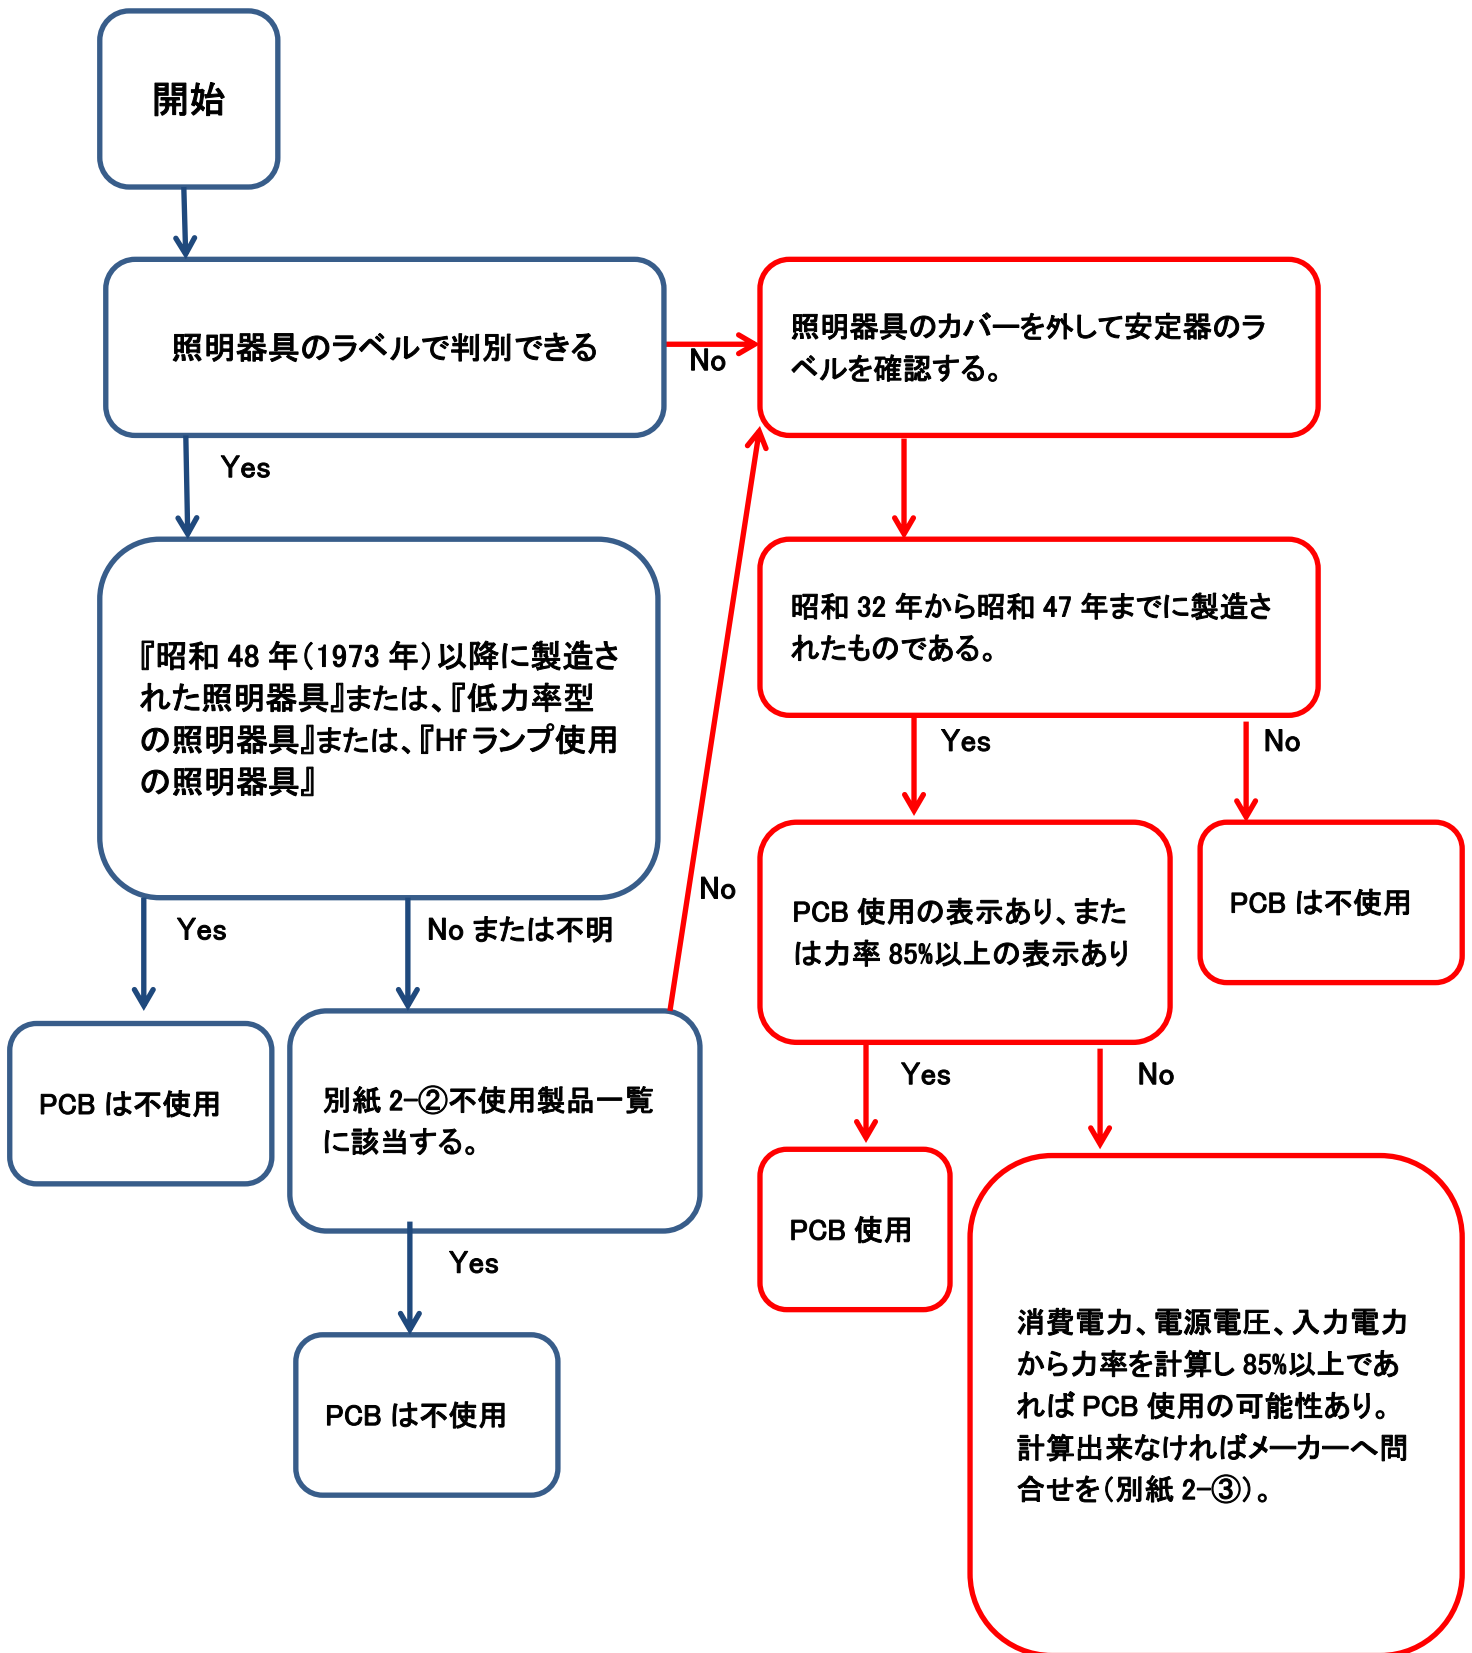 開始
照明器具のラベルで判別できる
No
照明器具のカバーを外して安定器のラ
ベルを確認する。
Yes
『昭和 48 年（1973 年）以降に製造さ
れた照明器具』または、『低力率型
の照明器具』または、『Hf ランプ使用
の照明器具』
昭和 32 年から昭和 47 年までに製造さ
れたものである。
Yes
No
No
PCB 使用の表示あり、また
は力率 85%以上の表示あり
PCB は不使用
Yes
No または不明
PCB は不使用
別紙 2-②不使用製品一覧
に該当する。
Yes
No
Yes
PCB は不使用
PCB 使用
消費電力、電源電圧、入力電力
から力率を計算し 85%以上であ
れば PCB 使用の可能性あり。
計算出来なければメーカーへ問
合せを（別紙 2-③）。